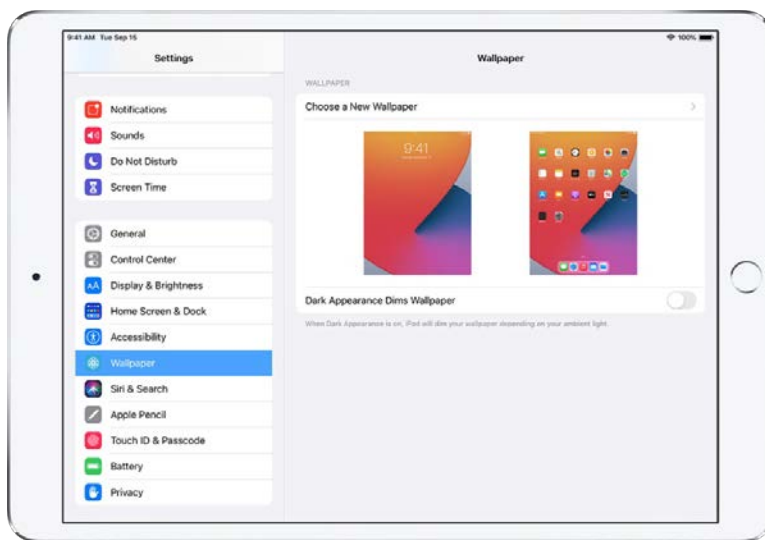 9:41 AM Tue Sep 15
100%
Settings
Notifications
Sounds
Do Not Disturb
Screen Time
General
Control Center
Display & Brightness
Home Screen & Dock
Accessibility
Wallpaper
Siri & Search
Apple Pencil
Touch ID & Passcode
Battery
Privacy
Wallpaper
WALLPAPER
Choose a New Wallpaper
9:41
Dark Appearance Dims Wallpaper
When Dark Appearance is on, iPad will dim your wallpaper depending on your ambient light.